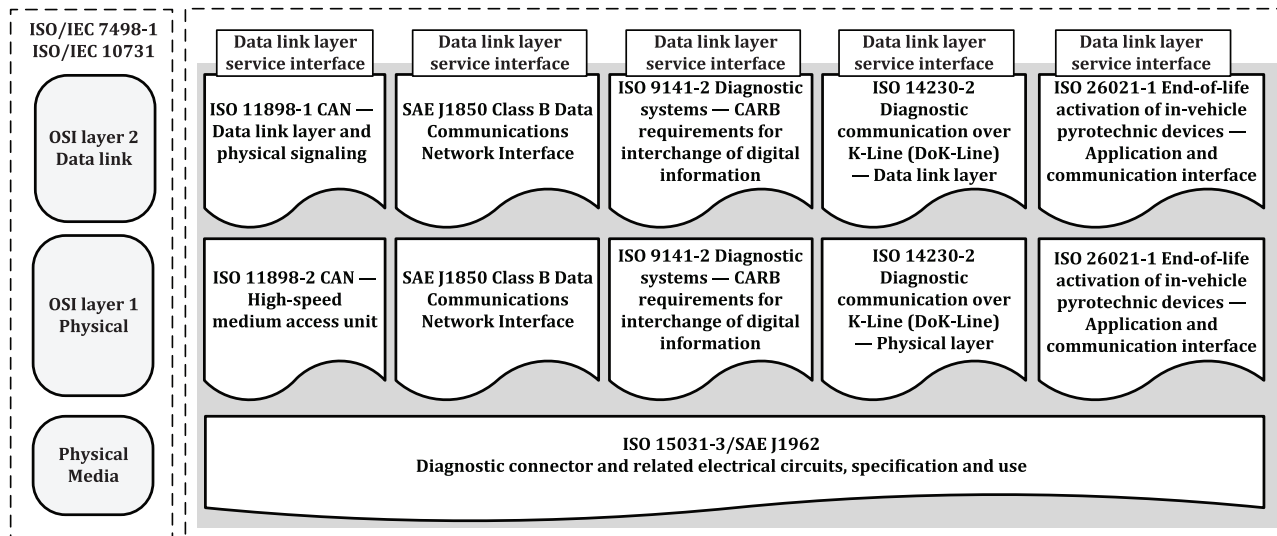 ISO/IEC 7498-1
ISO/IEC 10731
OSI layer 2
Data link
OSI layer 1
Physical
Physical
Media
Data link layer
service interface
Data link layer
service interface
Data link layer
service interface
Data link layer
service interface
Data link layer
service interface
ISO 11898-1 CAN —
Data link layer and
physical signaling
SAE J1850 Class B Data
Communications
Network Interface
ISO 9141-2 Diagnostic
systems — CARB
requirements for
interchange of digital
information
ISO 14230-2
Diagnostic
communication over
K-Line (DoK-Line)
— Data link layer
ISO 26021-1 End-of-life
activation of in-vehicle
pyrotechnic devices —
Application and
communication interface
ISO 11898-2 CAN —
High-speed
medium access unit
SAE J1850 Class B Data
Communications
Network Interface
ISO 9141-2 Diagnostic
systems — CARB
requirements for
interchange of digital
information
ISO 14230-2
Diagnostic
communication over
K-Line (DoK-Line)
— Physical layer
ISO 26021-1 End-of-life
activation of in-vehicle
pyrotechnic devices —
Application and
communication interface
ISO 15031-3/SAE J1962
Diagnostic connector and related electrical circuits, specification and use